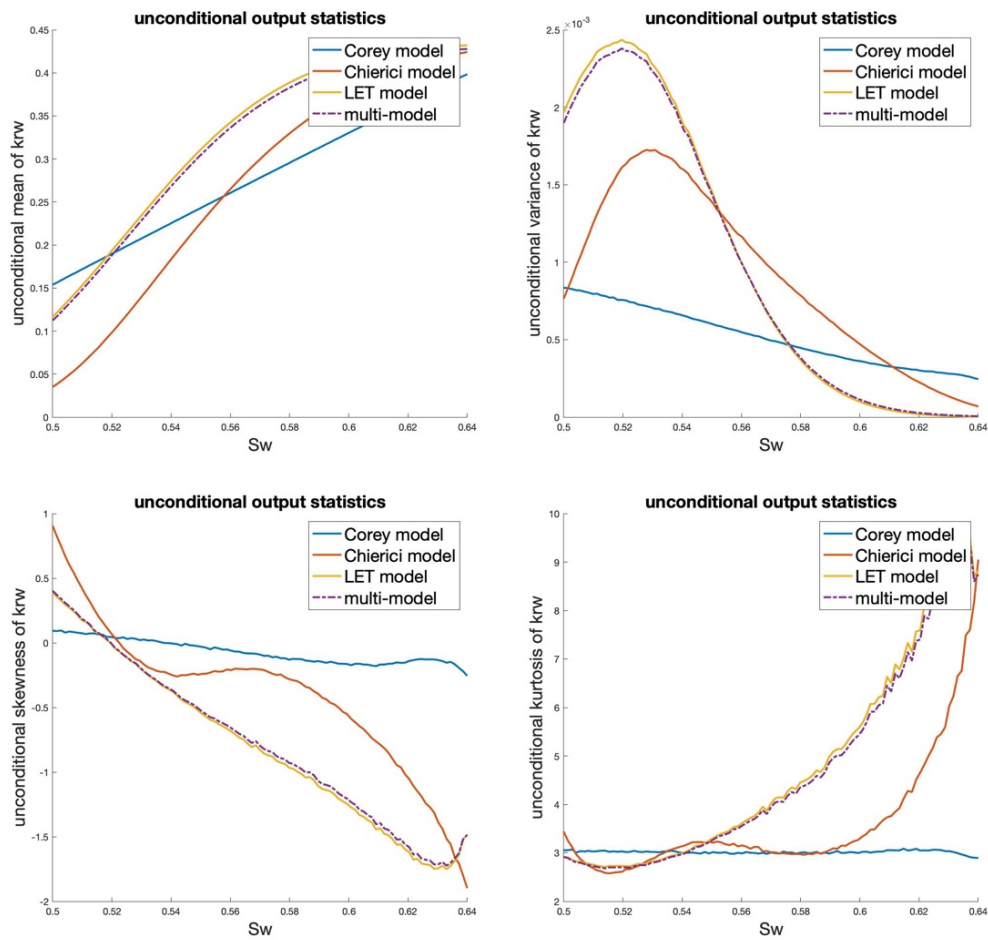 unconditional output statistics
0.45
0.4
0.35
0.3
0.25
0.2
0.15
0.1
0.05
0
unconditional mean of krw
Corey model
Chierici model
LET model
multi-model
0.5 0.52 0.54 0.56 0.58 0.6 0.62 0.64
Sw
unconditional output statistics
×10⁻³
2.5
2
1.5
1
0.5
0
unconditional variance of krw
Corey model
Chierici model
LET model
multi-model
0.5 0.52 0.54 0.56 0.58 0.6 0.62 0.64
Sw
unconditional output statistics
1
0.5
0
-0.5
-1
-1.5
-2
unconditional skewness of krw
Corey model
Chierici model
LET model
multi-model
0.5 0.52 0.54 0.56 0.58 0.6 0.62 0.64
Sw
unconditional output statistics
10
9
8
7
6
5
4
3
2
unconditional kurtosis of krw
Corey model
Chierici model
LET model
multi-model
0.5 0.52 0.54 0.56 0.58 0.6 0.62 0.64
Sw